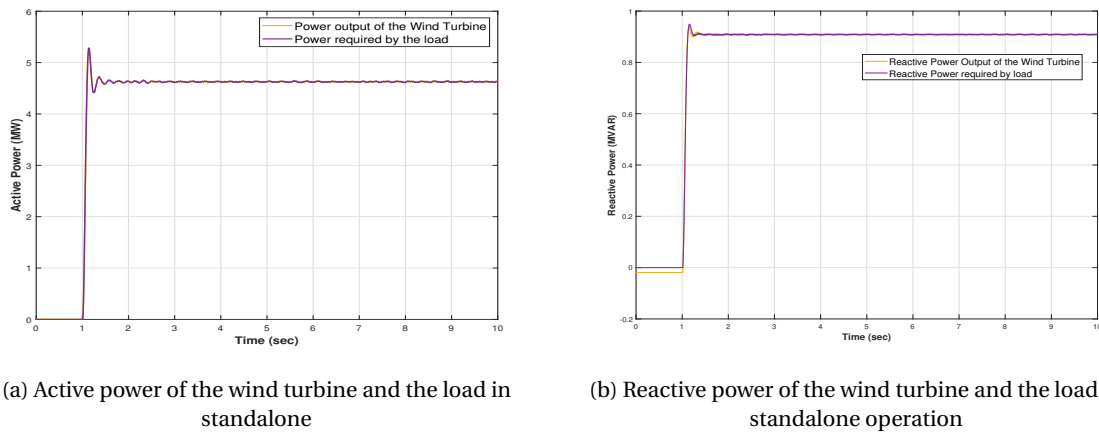 6
5
4
3
2
1
0
Active Power (MW)
Power output of the Wind Turbine
Power required by the load
0 1 2 3 4 5 6 7 8 9 10
Time (sec)
1
0.8
0.6
0.4
0.2
0
-0.2
Reactive Power (MVAR)
Reactive Power Output of the Wind Turbine
Reactive Power required by load
0 1 2 3 4 5 6 7 8 9 10
Time (sec)
(a) Active power of the wind turbine and the load in
standalone
(b) Reactive power of the wind turbine and the load
standalone operation